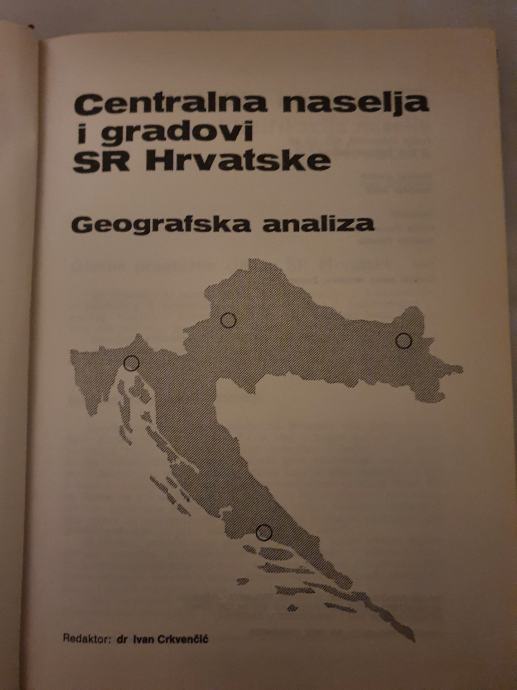 Centralna naselja
i gradovi
SR Hrvatske
Geografska analiza
Redaktor: dr Ivan Crkvenčić